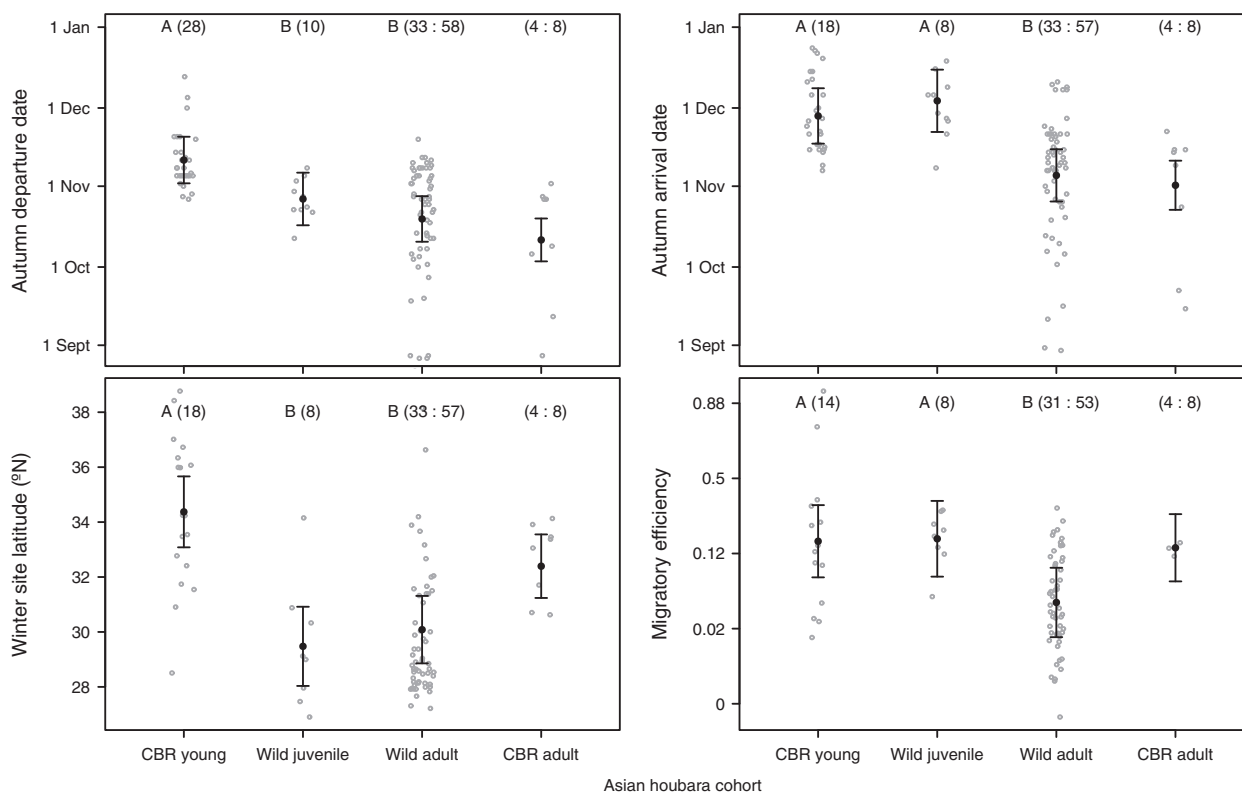 A (28) B (10) B (33 : 58) (4 : 8)
1 Jan
1 Dec
1 Nov
1 Oct
1 Sept
Autumn departure date
A (18) A (8) B (33 : 57) (4 : 8)
1 Jan
1 Dec
1 Nov
1 Oct
1 Sept
Autumn arrival date
A (18) B (8) B (33 : 57) (4 : 8)
38
36
34
32
30
28
Winter site latitude (ºN)
CBR young Wild juvenile Wild adult CBR adult
A (14) A (8) B (31 : 53) (4 : 8)
0.88
0.5
0.12
0.02
0
Migratory efficiency
CBR young Wild juvenile Wild adult CBR adult
Asian houbara cohort